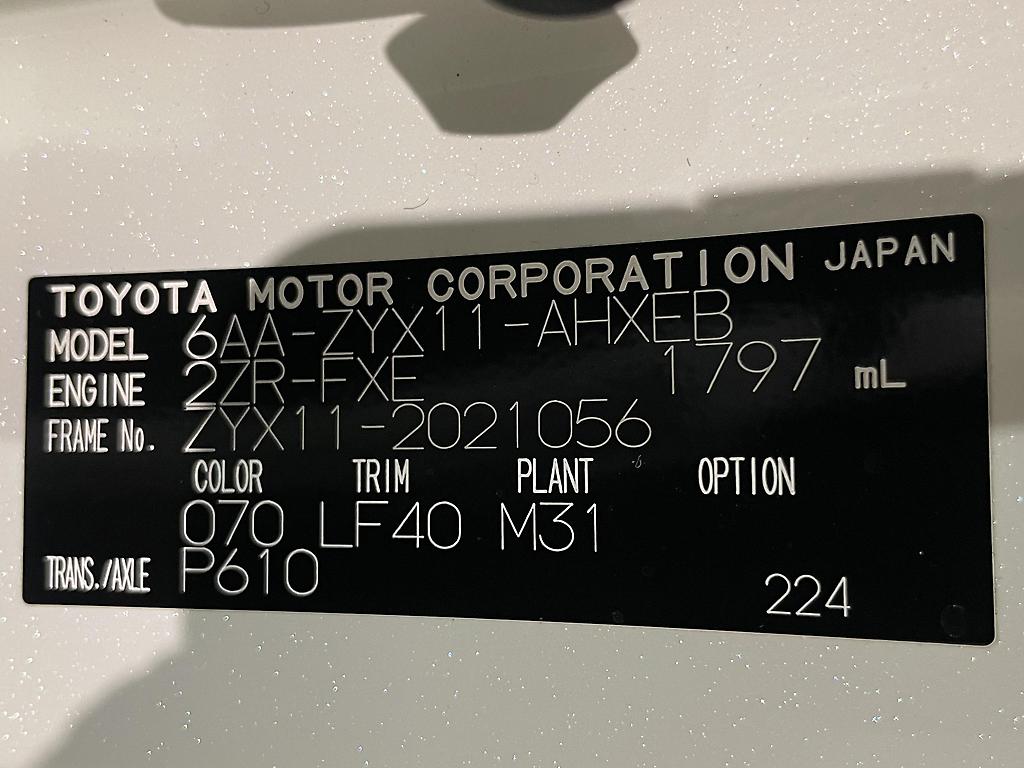 TOYOTA MOTOR CORPORATION JAPAN
MODEL 6AA-ZYX11-AHXEB
ENGINE 2ZR-FXE 1797 mL
FRAME No. ZYX11-2021056
COLOR TRIM PLANT OPTION
070 LF40 M31
TRANS./AXLE P610
224